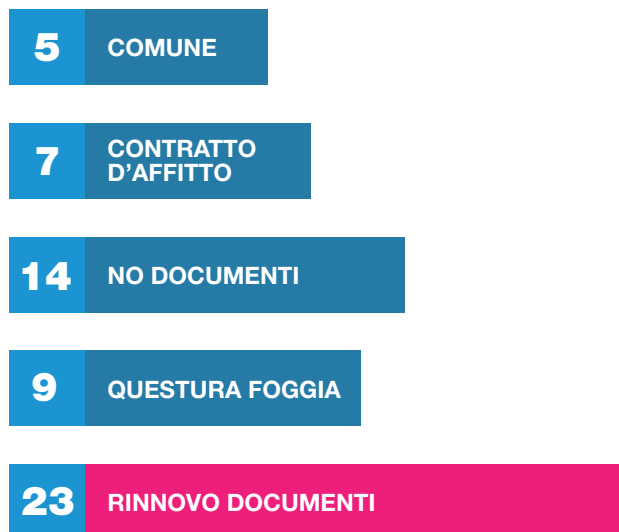 5 COMUNE
7 CONTRATTO
D’AFFITTO
14 NO DOCUMENTI
9 QUESTURA FOGGIA
23 RINNOVO DOCUMENTI